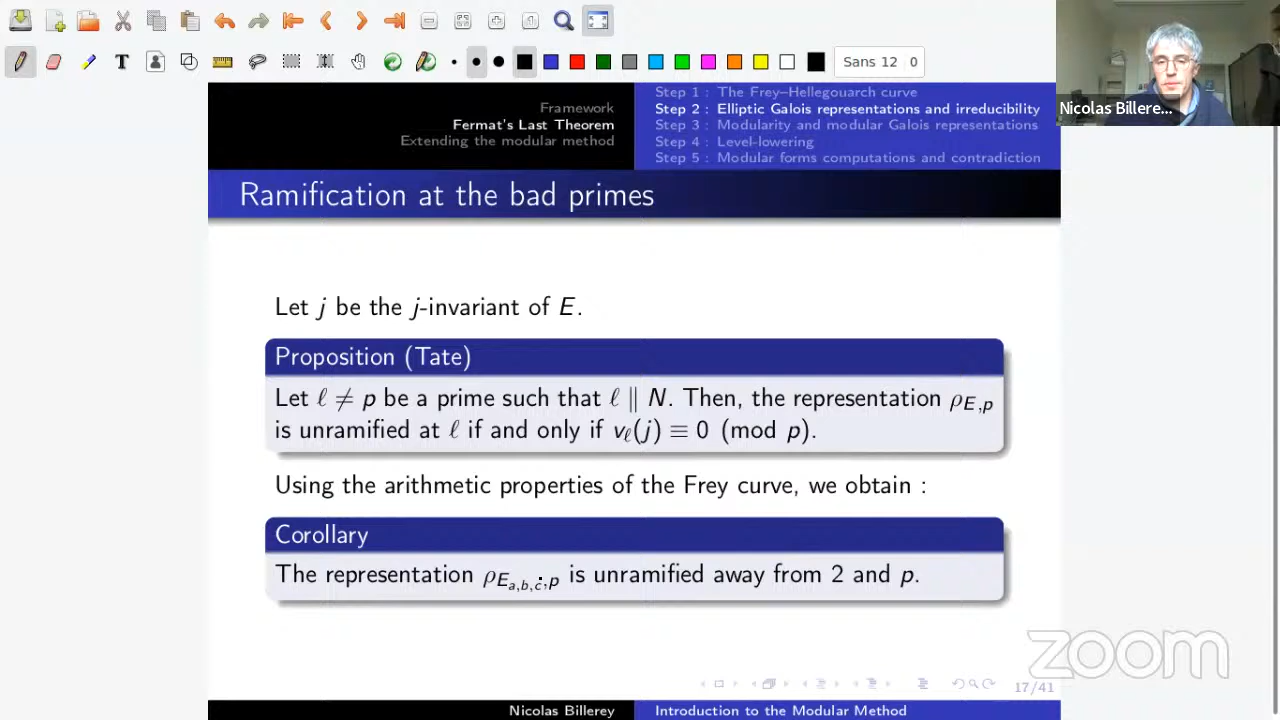 Sans 12 0
Nicolas Billere...
Framework
Fermat's Last Theorem
Extending the modular method
Step 1 : The Frey–Hellegouarch curve
Step 2 : Elliptic Galois representations and irreducibility
Step 3 : Modularity and modular Galois representations
Step 4 : Level-lowering
Step 5 : Modular forms computations and contradiction
Ramification at the bad primes
Let j be the j-invariant of E.
Proposition (Tate)
Let ℓ ≠ p be a prime such that ℓ ∥ N. Then, the representation ρ_{E,p}
is unramified at ℓ if and only if v_ℓ(j) ≡ 0 (mod p).
Using the arithmetic properties of the Frey curve, we obtain :
Corollary
The representation ρ_{E_{a,b,c},p} is unramified away from 2 and p.
zoom
17/41
Nicolas Billerey
Introduction to the Modular Method